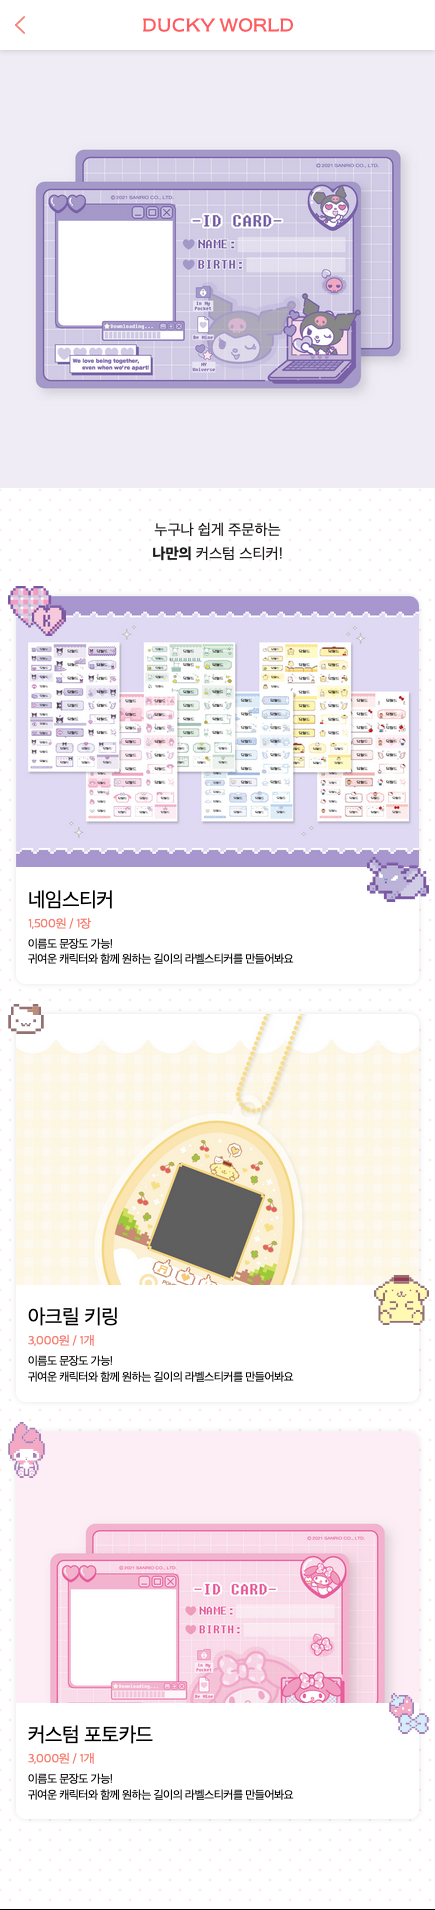 DUCKY WORLD
©2021 SANRIO CO., LTD.
©2021 SANRIO CO., LTD.
-ID CARD-
NAME:
BIRTH:
In My
Pocket
Downloading...
Be Mine
My
Universe
We love being together,
even when we're apart!
누구나 쉽게 주문하는
나만의 커스텀 스티커!
K
네임스티커
1,500원 / 1장
이름도 문장도 가능!
귀여운 캐릭터와 함께 원하는 길이의 라벨스티커를 만들어봐요
아크릴 키링
3,000원 / 1개
이름도 문장도 가능!
귀여운 캐릭터와 함께 원하는 길이의 라벨스티커를 만들어봐요
©2021 SANRIO CO., LTD.
©2021 SANRIO CO., LTD.
-ID CARD-
NAME:
BIRTH:
In My
Pocket
Downloading...
Be Mine
커스텀 포토카드
3,000원 / 1개
이름도 문장도 가능!
귀여운 캐릭터와 함께 원하는 길이의 라벨스티커를 만들어봐요